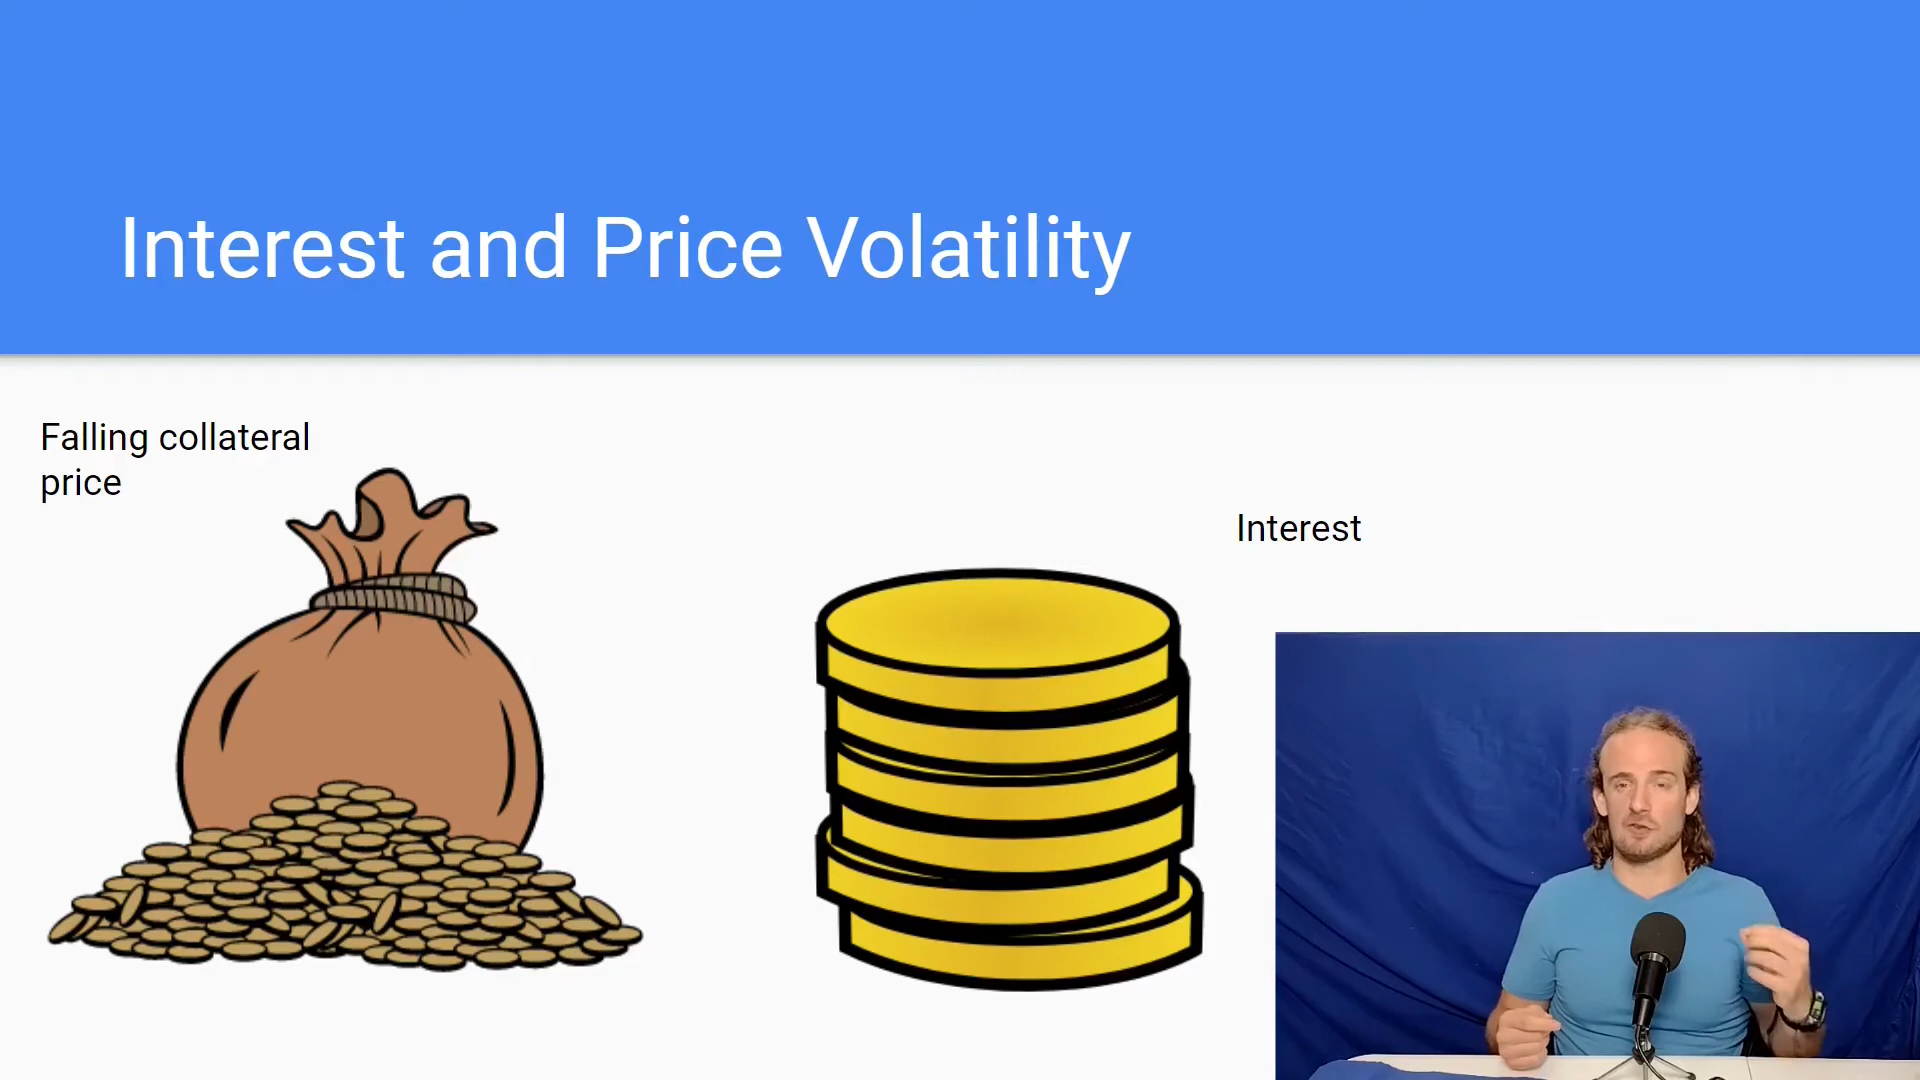 Interest and Price Volatility
Falling collateral
price
Interest